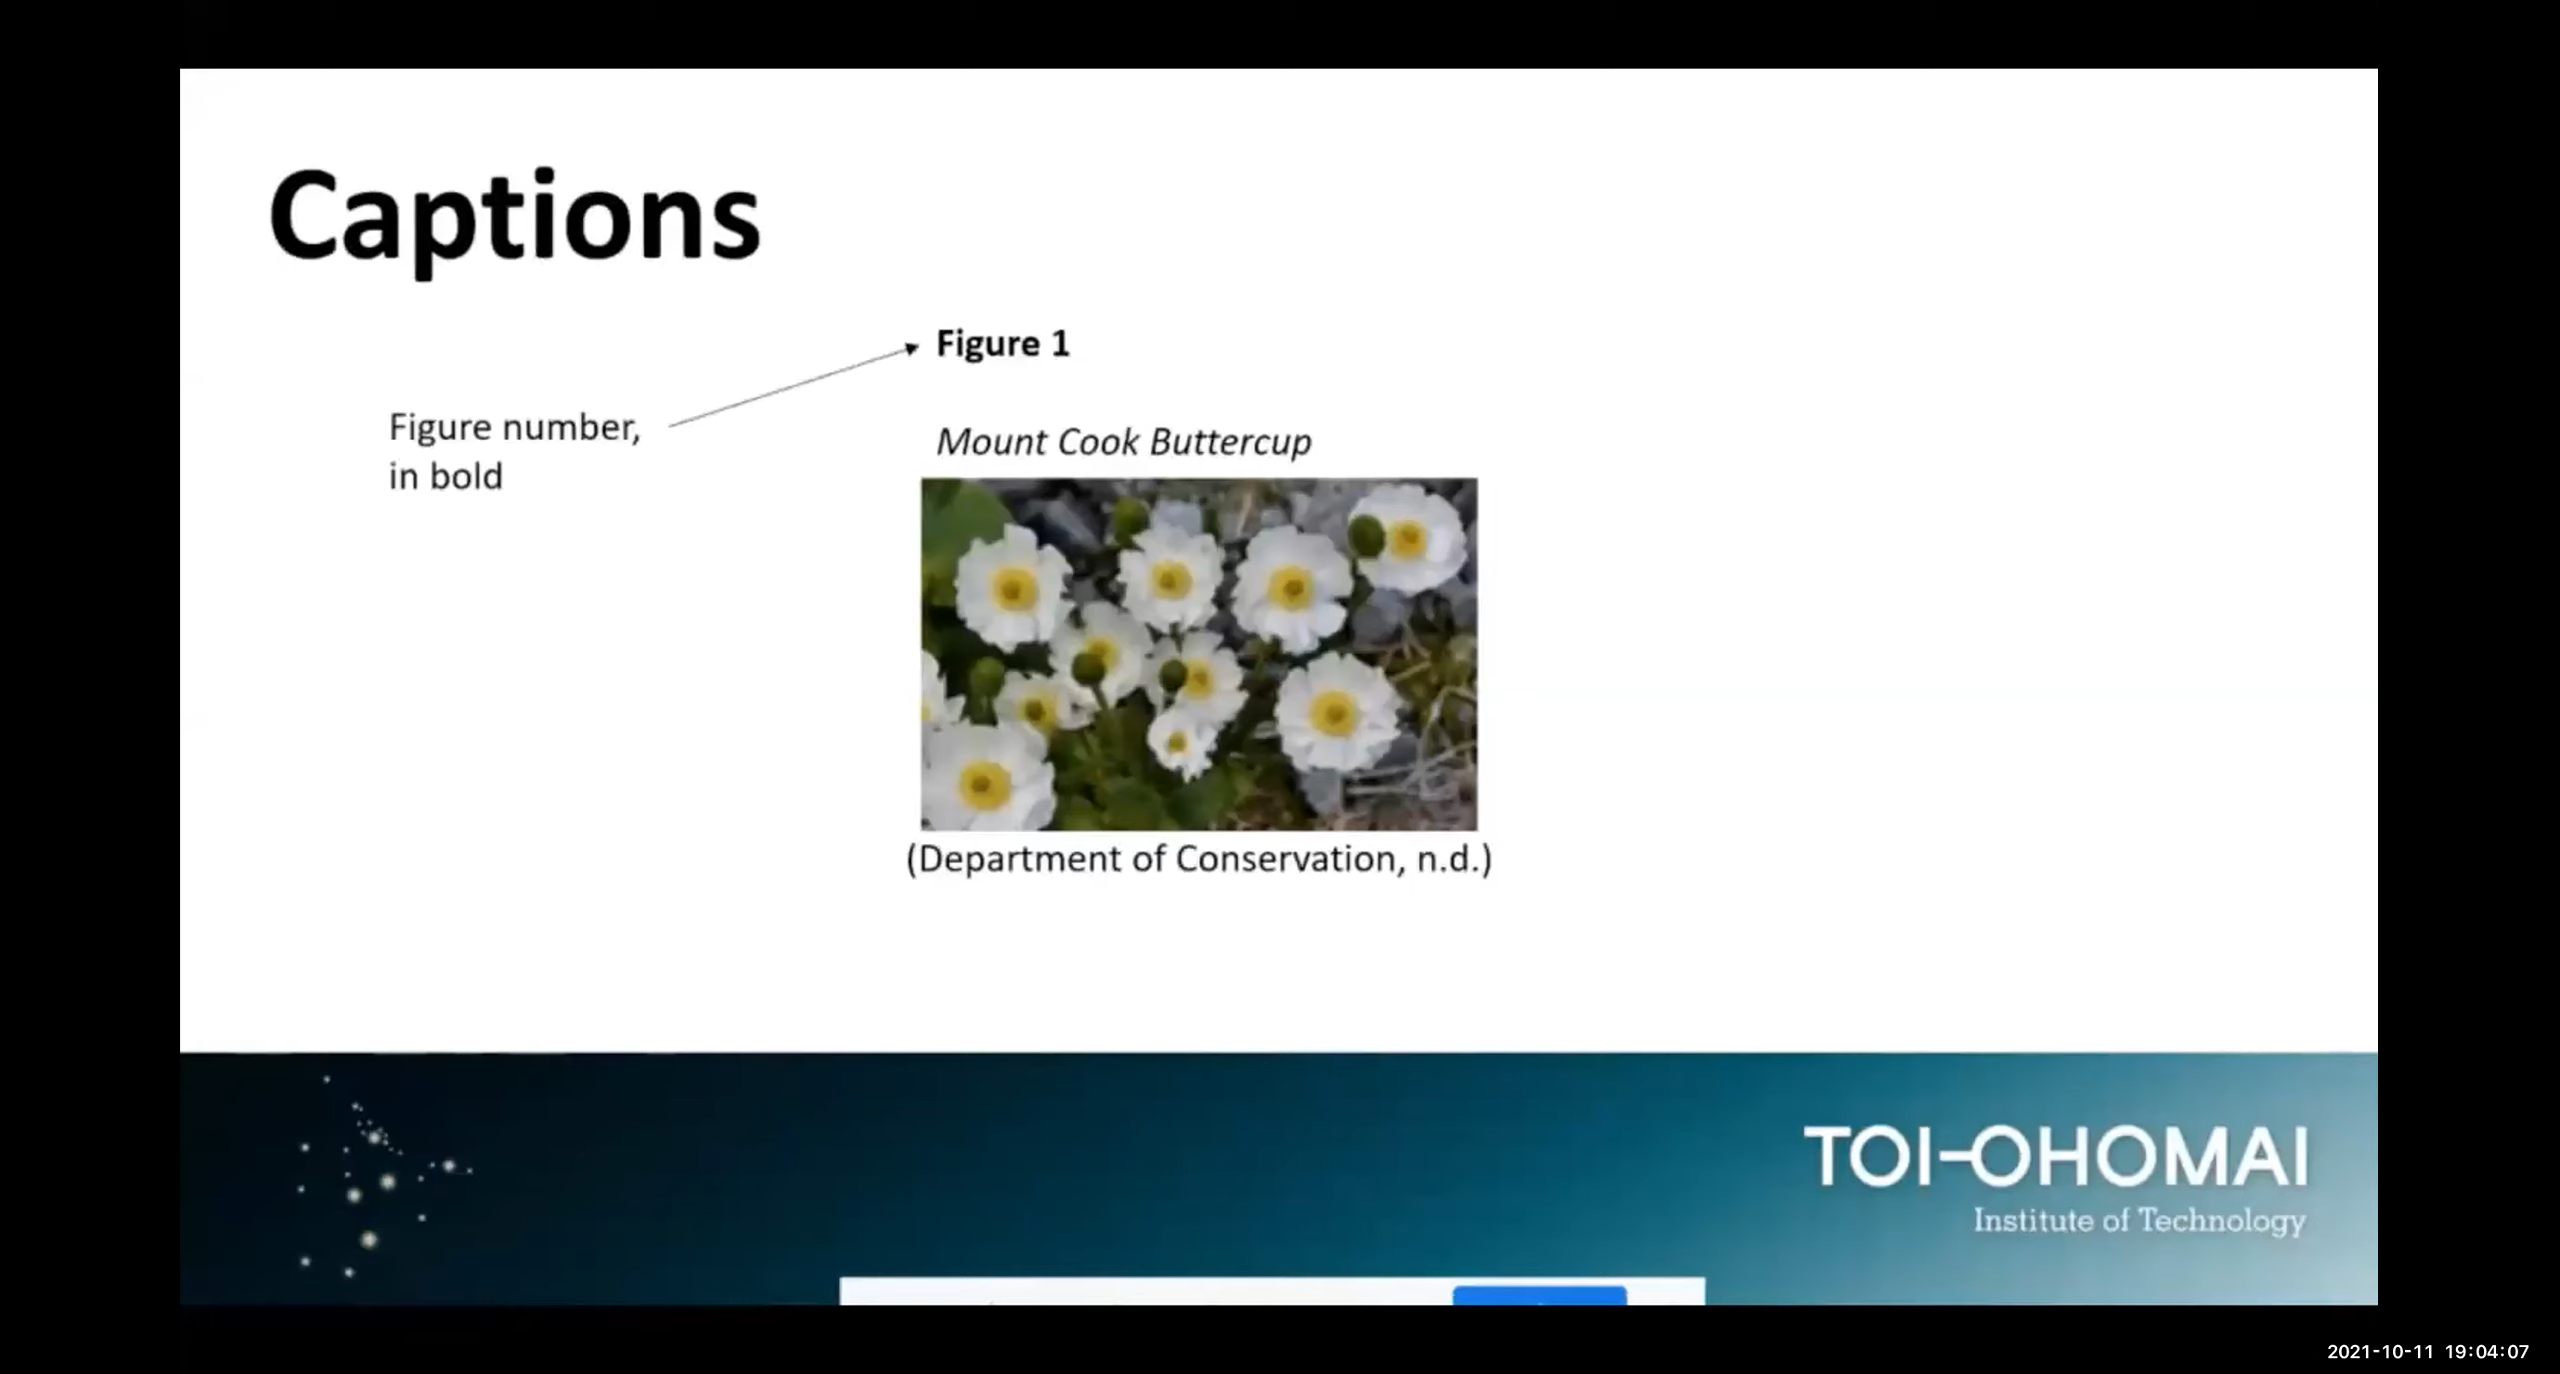 Captions
Figure 1
Figure number,
in bold
Mount Cook Buttercup
(Department of Conservation, n.d.)
TOI-OHOMAI
Institute of Technology
2021-10-11 19:04:07